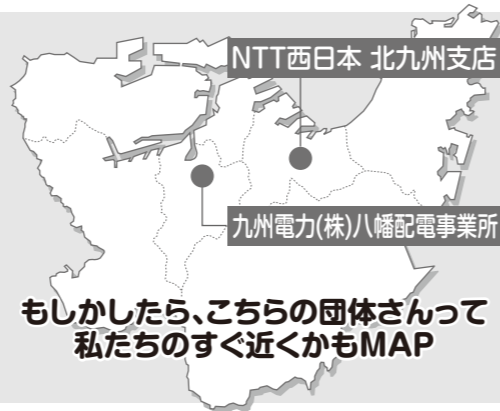 NTT西日本 北九州支店
九州電力(株)八幡配電事業所
もしかしたら、こちらの団体さんって
私たちのすぐ近くかもMAP